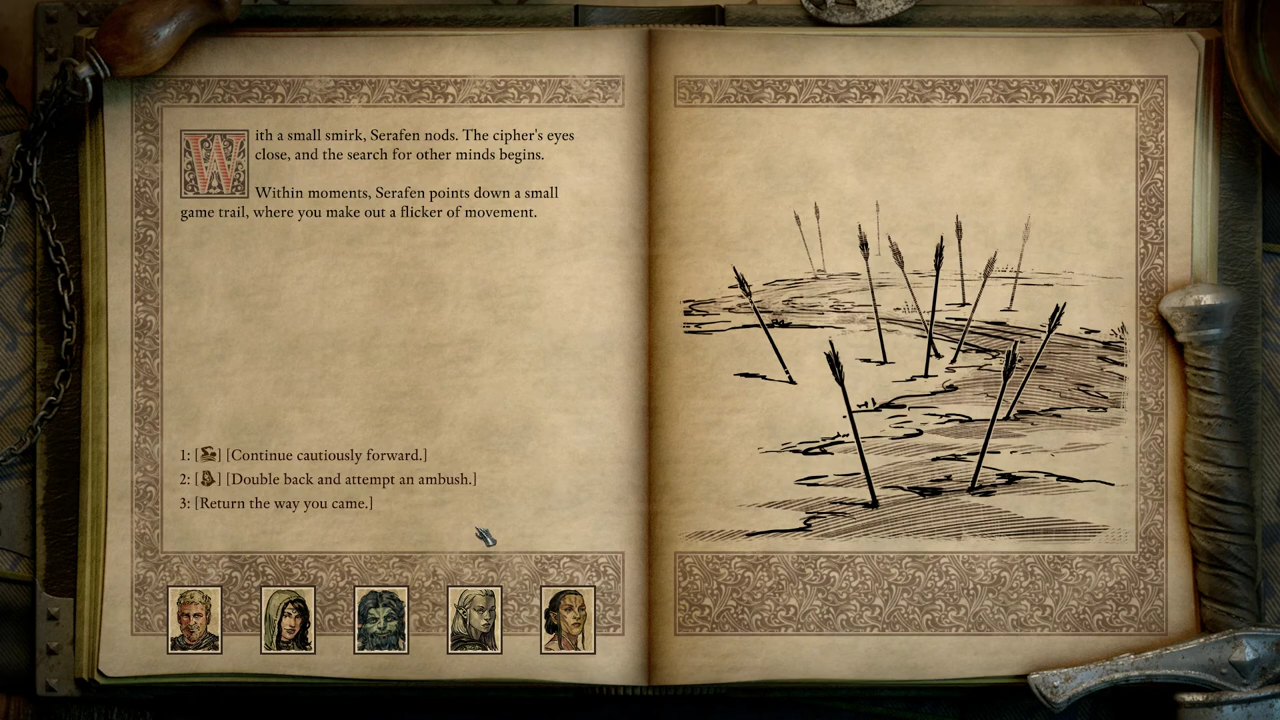 With a small smirk, Serafen nods. The cipher's eyes
close, and the search for other minds begins.
Within moments, Serafen points down a small
game trail, where you make out a flicker of movement.
1: [] [Continue cautiously forward.]
2: [] [Double back and attempt an ambush.]
3: [Return the way you came.]